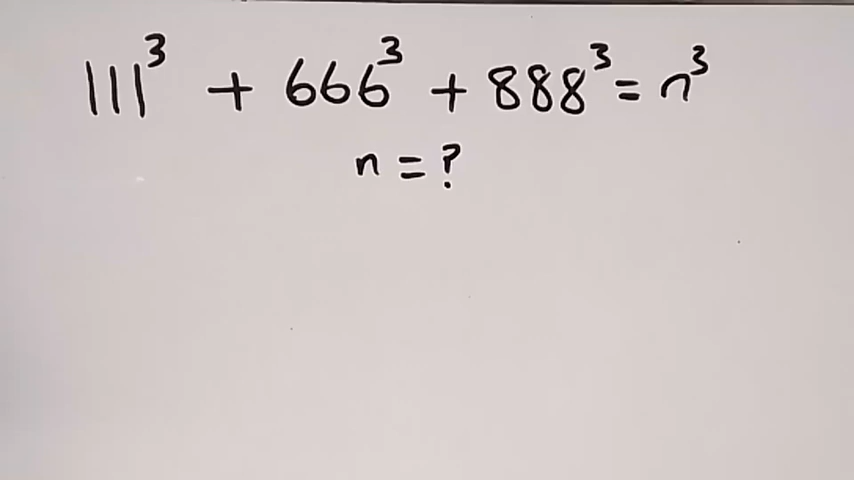 111³ + 666³ + 888³ = n³
n = ?